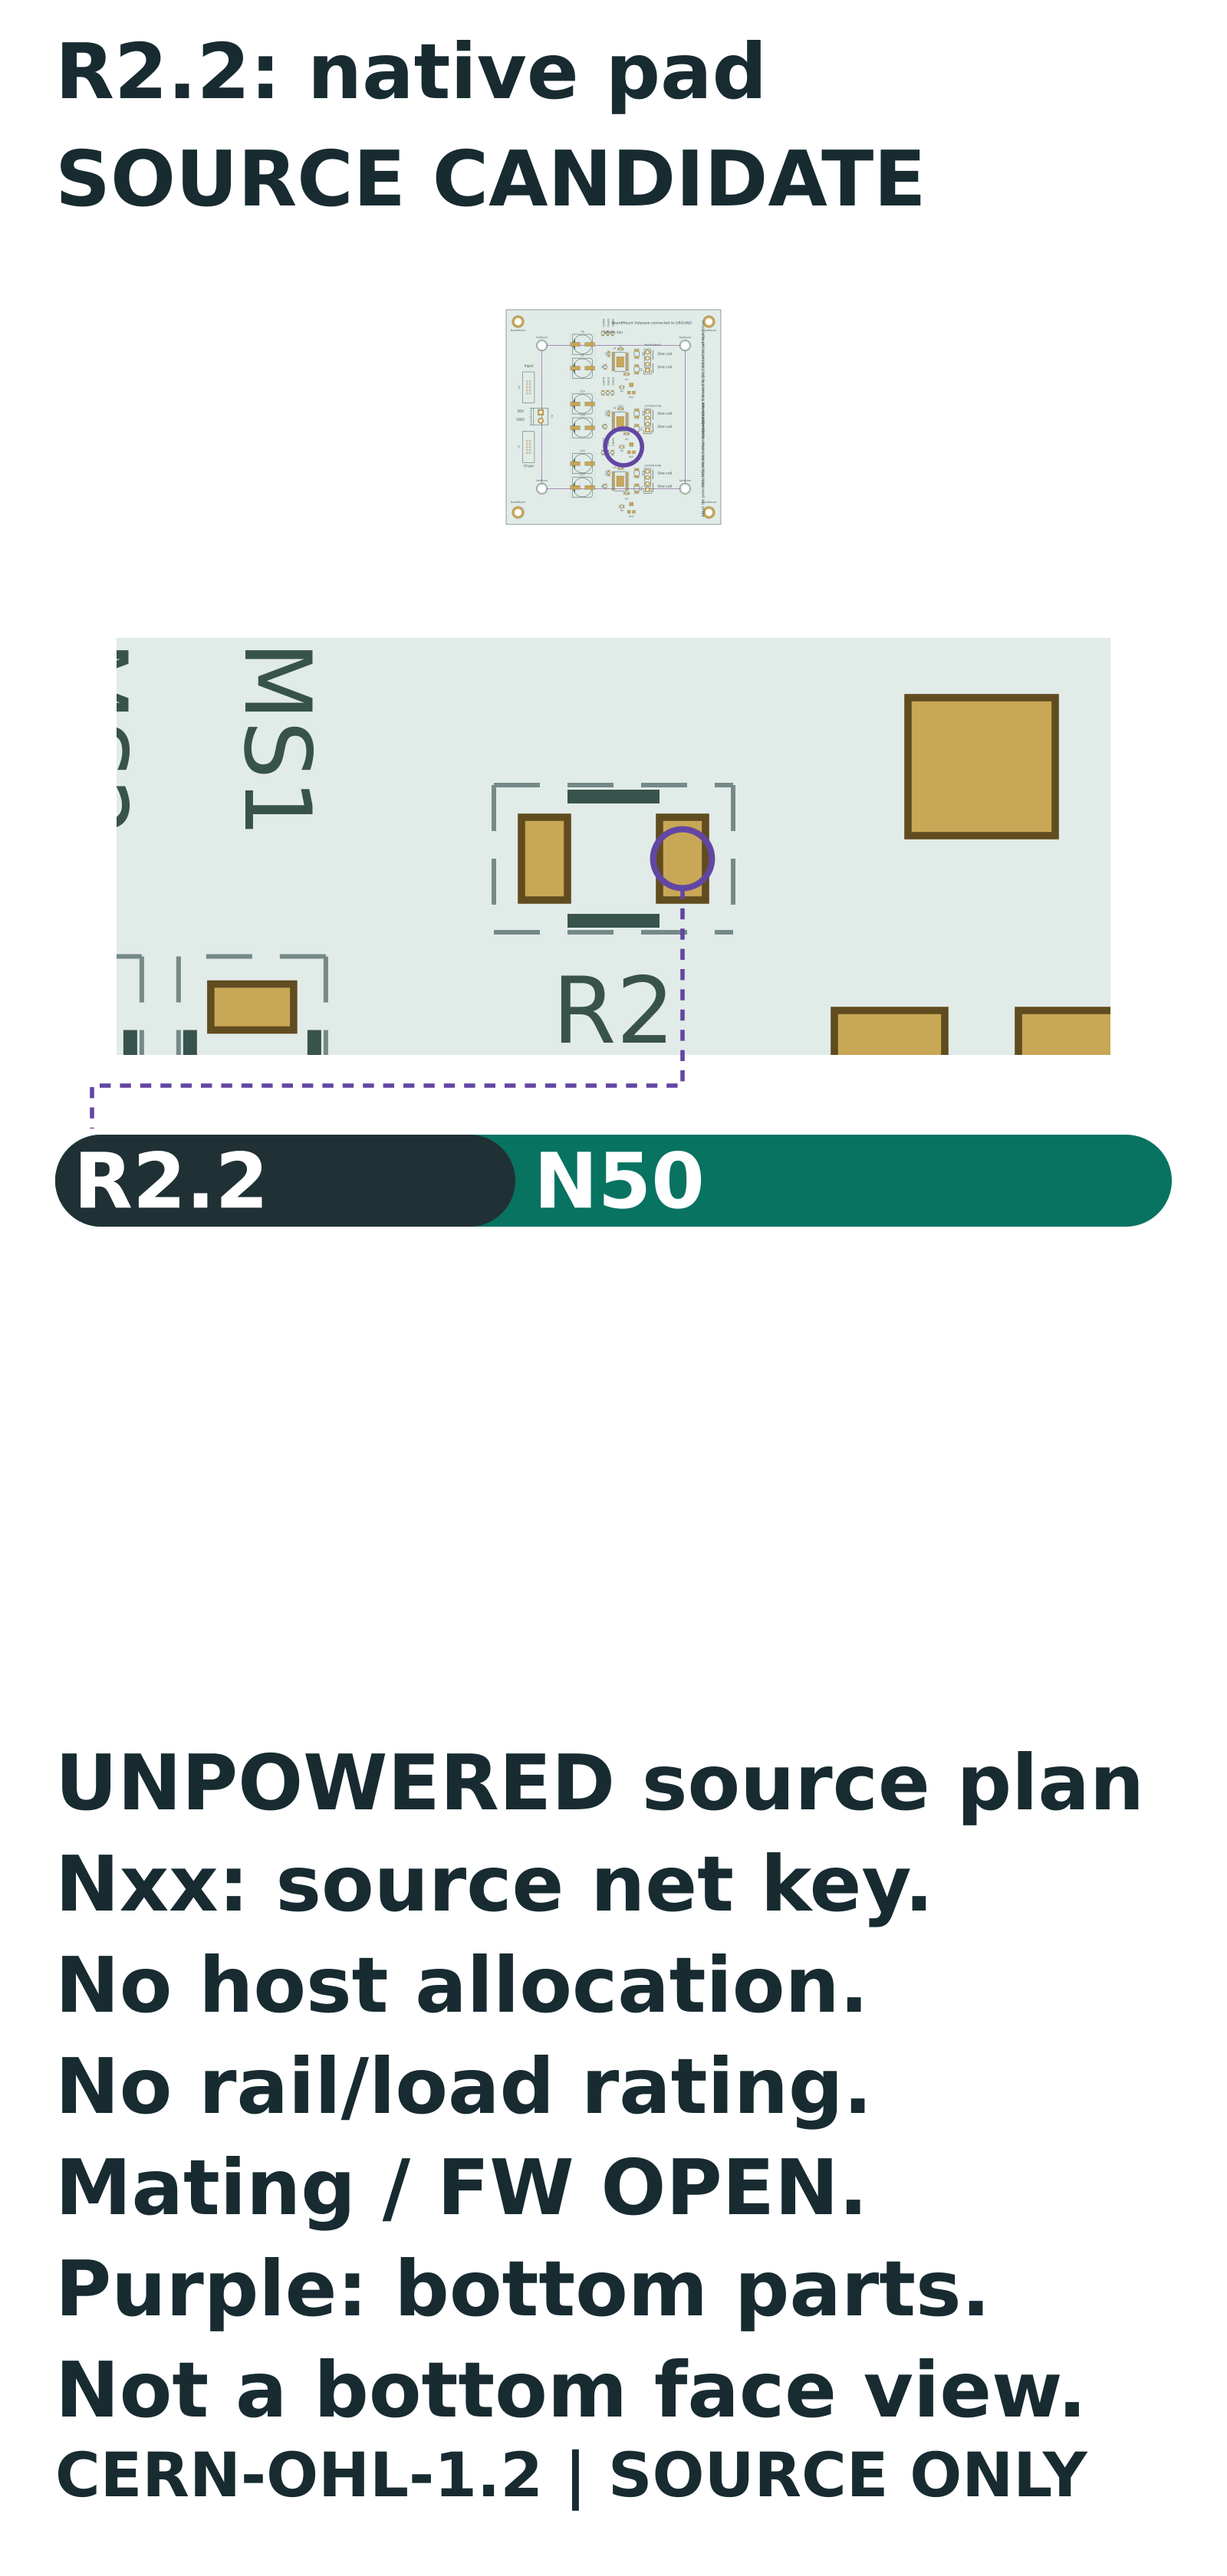 R2.2: native pad
SOURCE CANDIDATE
MS1
R2
R2.2 N50
UNPOWERED source plan
Nxx: source net key.
No host allocation.
No rail/load rating.
Mating / FW OPEN.
Purple: bottom parts.
Not a bottom face view.
CERN-OHL-1.2 | SOURCE ONLY